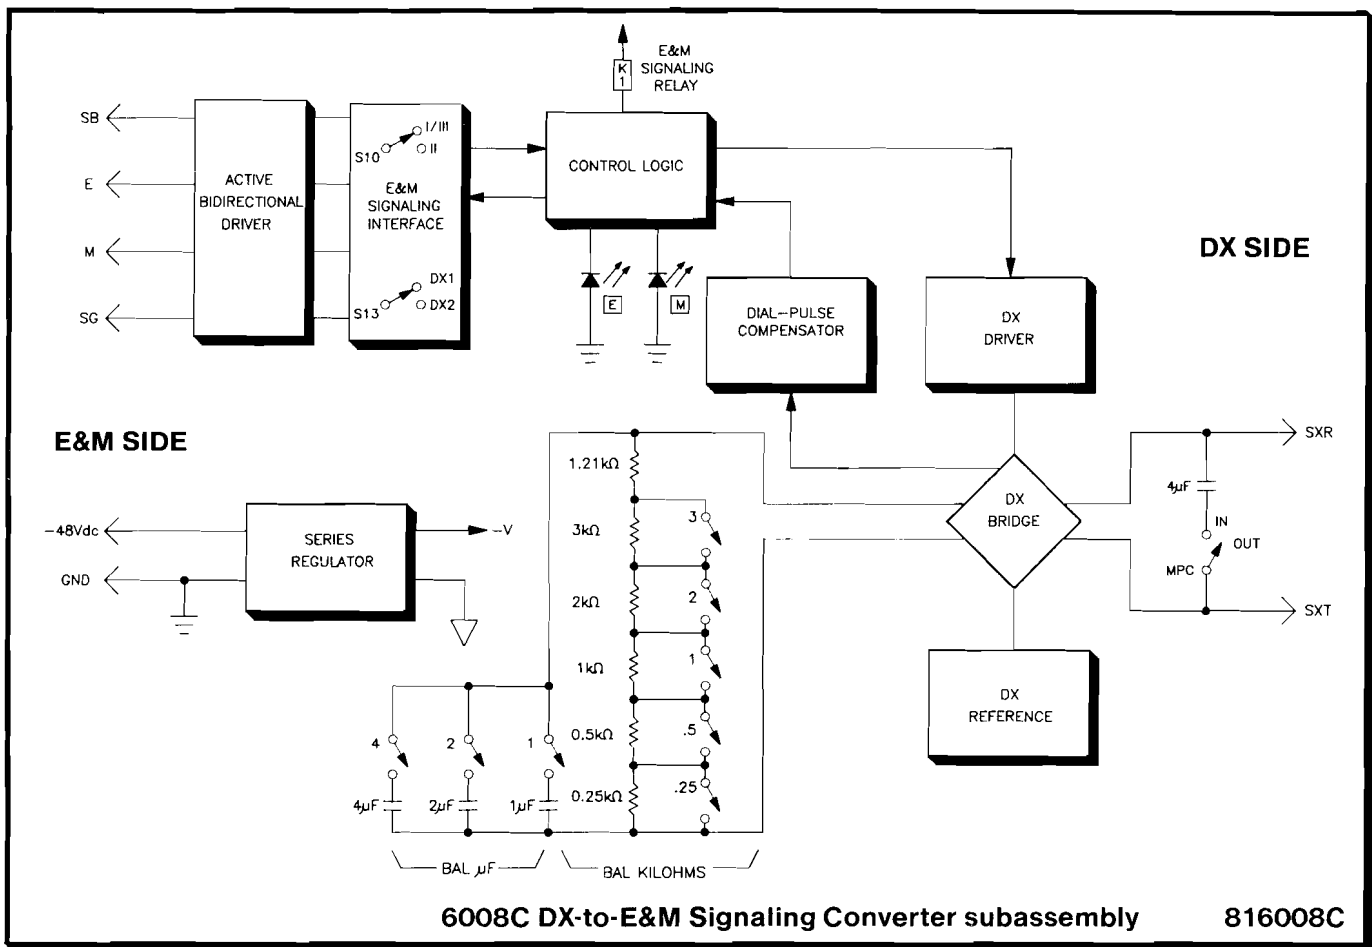 E&M
SIGNALING
RELAY
K
1
SB
E
M
SG
ACTIVE
BIDIRECTIONAL
DRIVER
I/III
S10
II
E&M
SIGNALING
INTERFACE
DX1
S13
DX2
CONTROL LOGIC
E
M
DIAL-PULSE
COMPENSATOR
DX SIDE
DX
DRIVER
E&M SIDE
-48Vdc
GND
SERIES
REGULATOR
-V
1.21kΩ
3kΩ
2kΩ
1kΩ
0.5kΩ
0.25kΩ
3
2
1
.5
.25
4
2
1
4µF
2µF
1µF
BAL µF
BAL KILOHMS
DX
BRIDGE
SXR
4µF
IN
OUT
MPC
SXT
DX
REFERENCE
6008C DX-to-E&M Signaling Converter subassembly
816008C